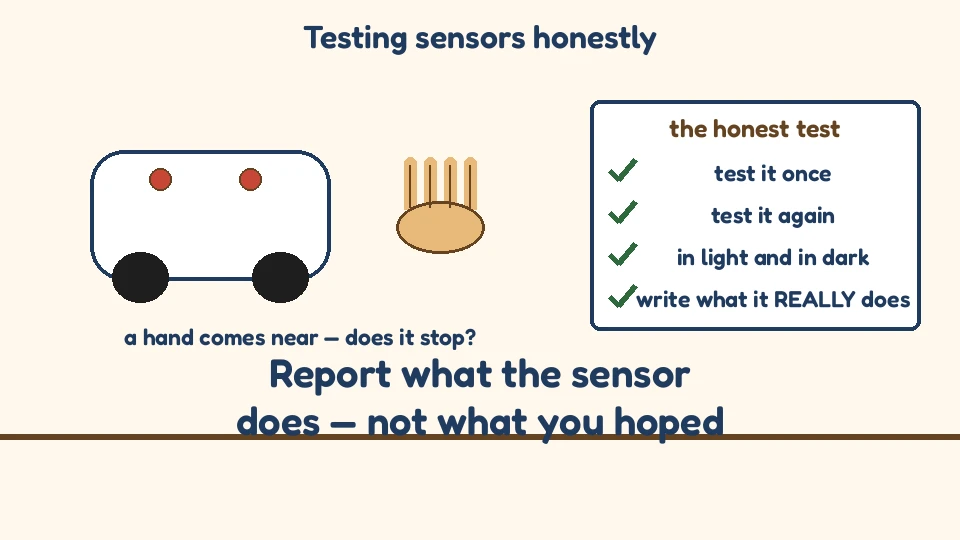 Testing sensors honestly
the honest test
test it once
test it again
in light and in dark
write what it REALLY does
a hand comes near — does it stop?
Report what the sensor
does — not what you hoped